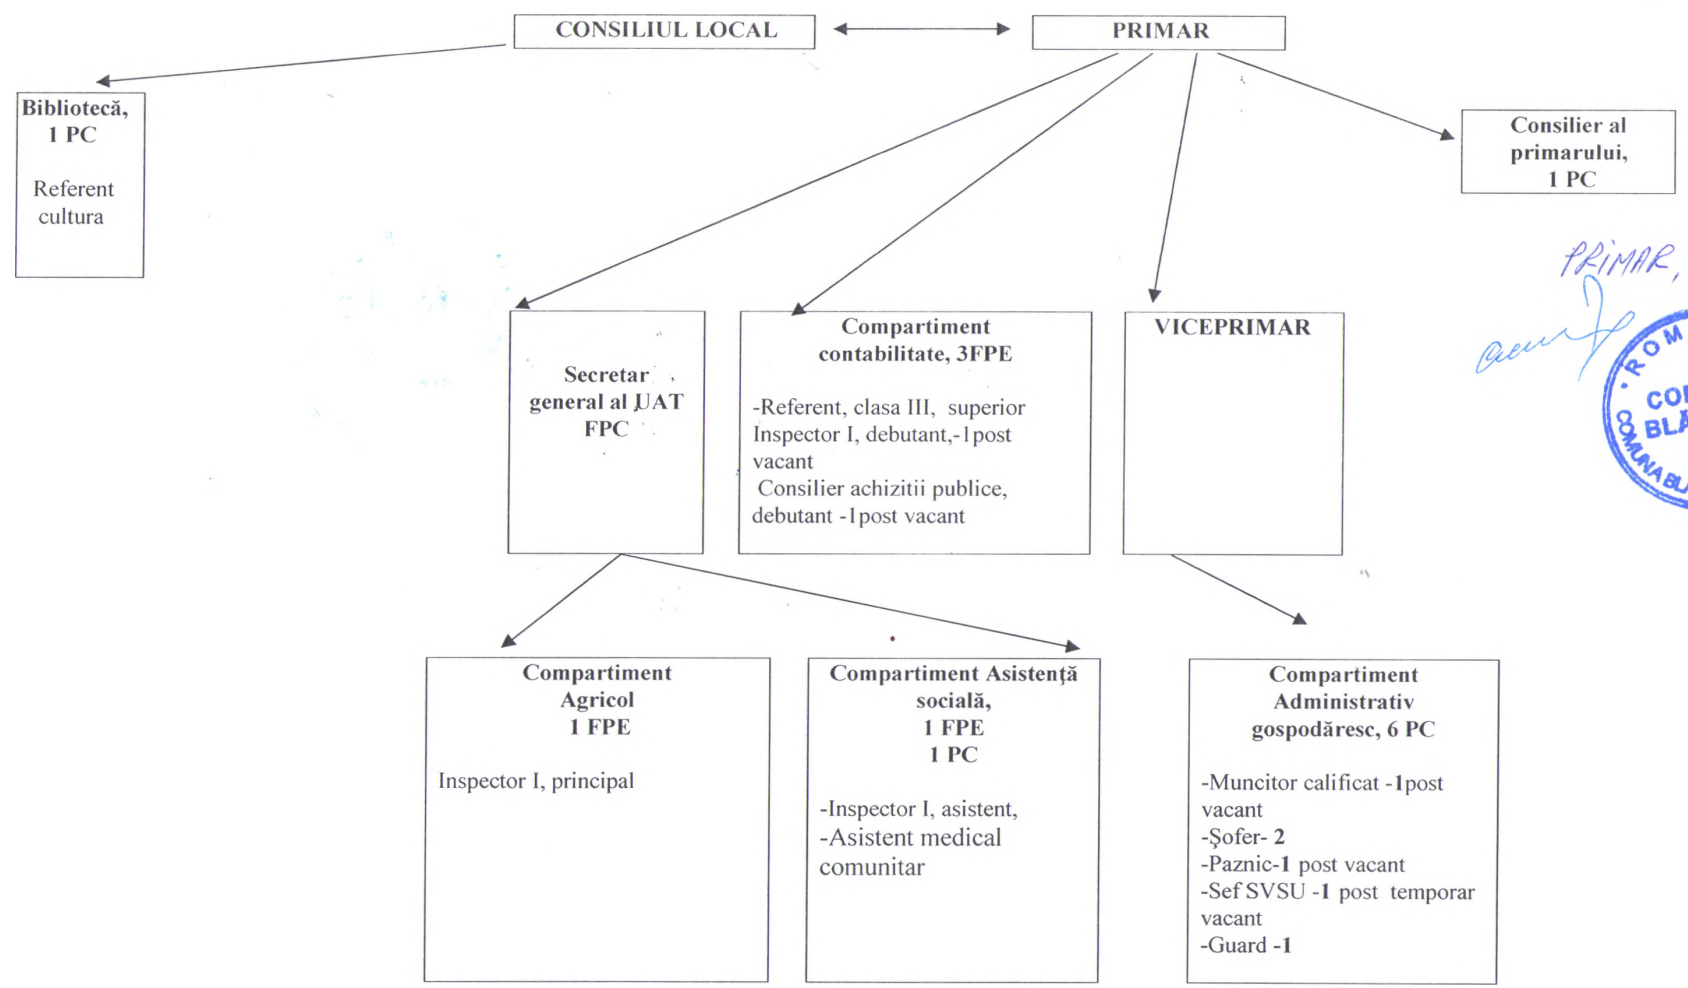 CONSILIUL LOCAL
PRIMAR
Bibliotecă,
1 PC
Referent
cultura
Consilier al
primarului,
1 PC
PRIMAR,
Secretar
general al UAT
FPC
Compartiment
contabilitate, 3FPE
-Referent, clasa III, superior
Inspector I, debutant,-1post
vacant
Consilier achizitii publice,
debutant -1post vacant
VICEPRIMAR
Compartiment
Agricol
1 FPE
Inspector I, principal
Compartiment Asistenţă
socială,
1 FPE
1 PC
-Inspector I, asistent,
-Asistent medical
comunitar
Compartiment
Administrativ
gospodăresc, 6 PC
-Muncitor calificat -1post
vacant
-Şofer- 2
-Paznic-1 post vacant
-Sef SVSU -1 post temporar
vacant
-Guard -1